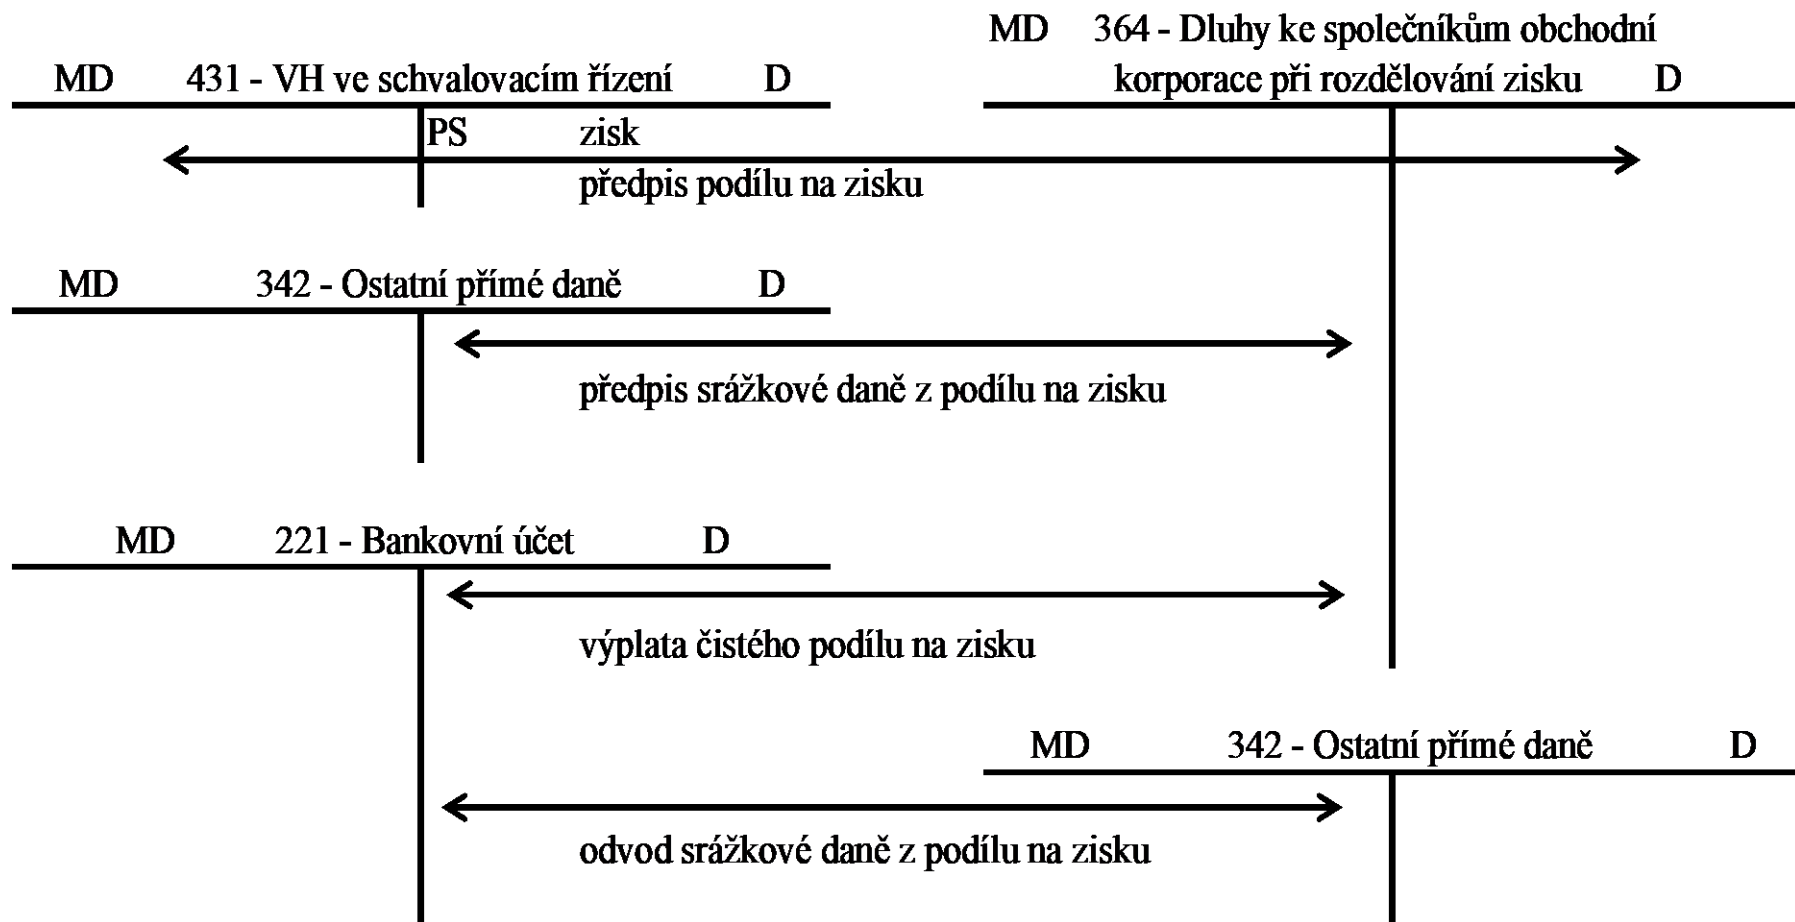 MD 364 - Dluhy ke společníkům obchodní
MD 431 - VH ve schvalovacím řízení D korporace při rozdělování zisku D
PS zisk
předpis podílu na zisku
MD 342 - Ostatní přímé daně D
předpis srážkové daně z podílu na zisku
MD 221 - Bankovní účet D
výplata čistého podílu na zisku
MD 342 - Ostatní přímé daně D
odvod srážkové daně z podílu na zisku